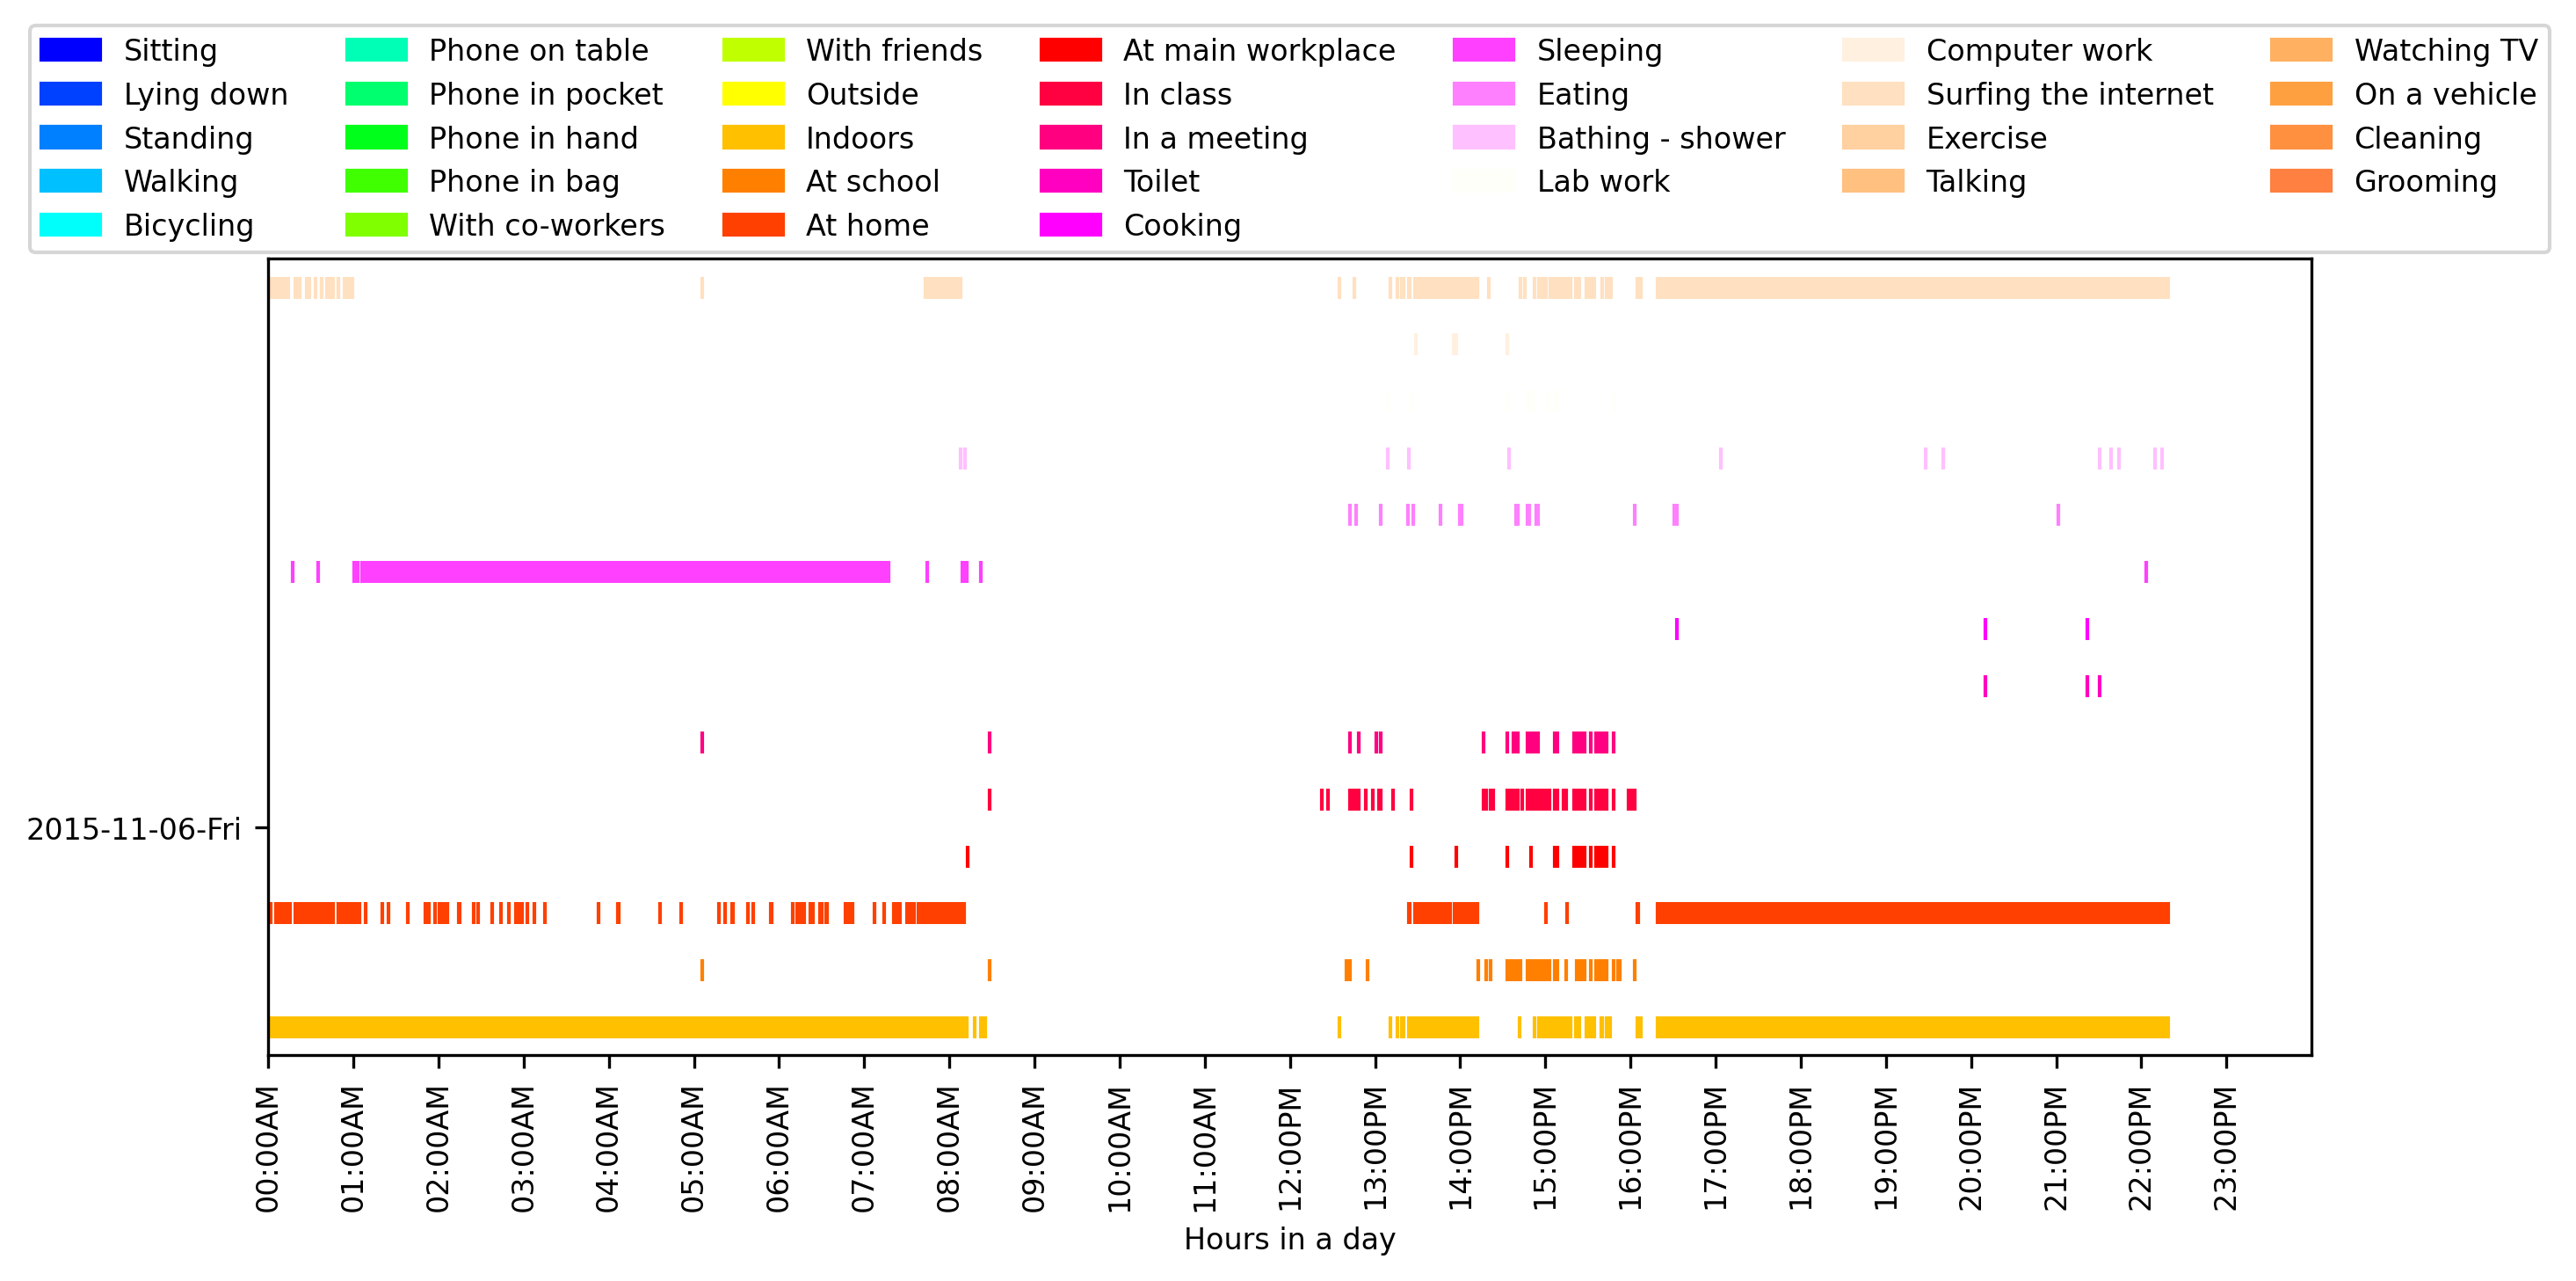 Sitting
Lying down
Standing
Walking
Bicycling
Phone on table
Phone in pocket
Phone in hand
Phone in bag
With co-workers
With friends
Outside
Indoors
At school
At home
At main workplace
In class
In a meeting
Toilet
Cooking
Sleeping
Eating
Bathing - shower
Lab work
Computer work
Surfing the internet
Exercise
Talking
Watching TV
On a vehicle
Cleaning
Grooming
2015-11-06-Fri
00:00AM
01:00AM
02:00AM
03:00AM
04:00AM
05:00AM
06:00AM
07:00AM
08:00AM
09:00AM
10:00AM
11:00AM
12:00PM
13:00PM
14:00PM
15:00PM
16:00PM
17:00PM
18:00PM
19:00PM
20:00PM
21:00PM
22:00PM
23:00PM
Hours in a day